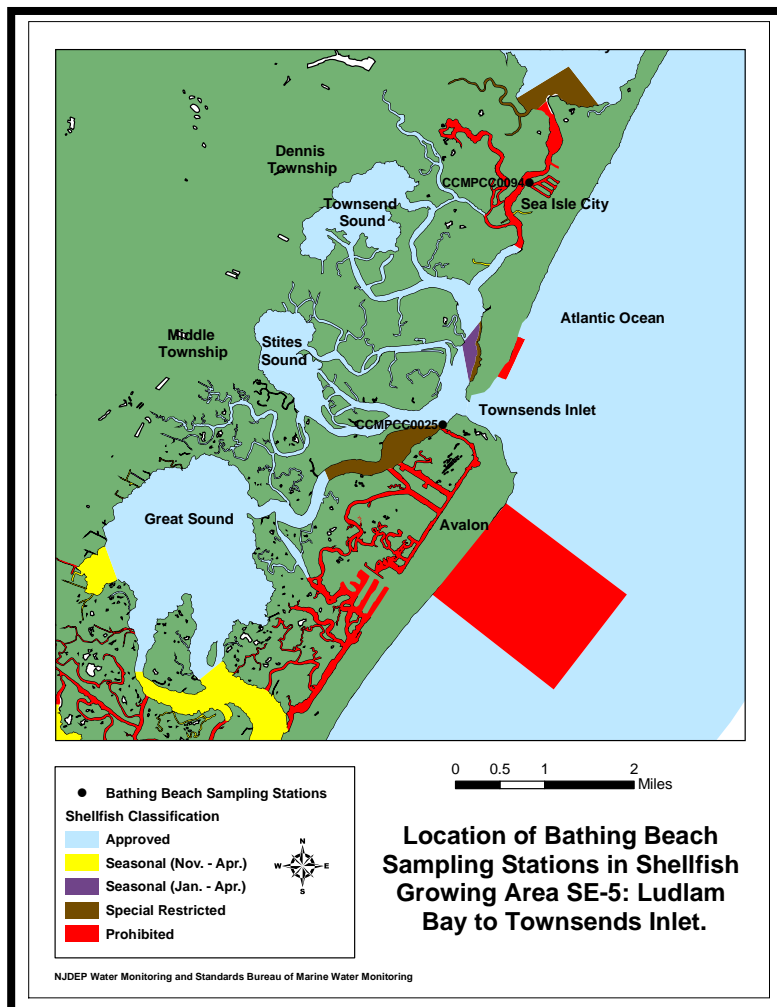 Dennis
Township
CCMPCC0094
Townsend
Sound
Sea Isle City
Atlantic Ocean
Middle
Township
Stites
Sound
Townsends Inlet
CCMPCC0025
Great Sound
Avalon
0 0.5 1 2
Miles
Bathing Beach Sampling Stations
Shellfish Classification
Approved
Seasonal (Nov. - Apr.)
Seasonal (Jan. - Apr.)
Special Restricted
Prohibited
N
W E
S
Location of Bathing Beach
Sampling Stations in Shellfish
Growing Area SE-5: Ludlam
Bay to Townsends Inlet.
NJDEP Water Monitoring and Standards Bureau of Marine Water Monitoring